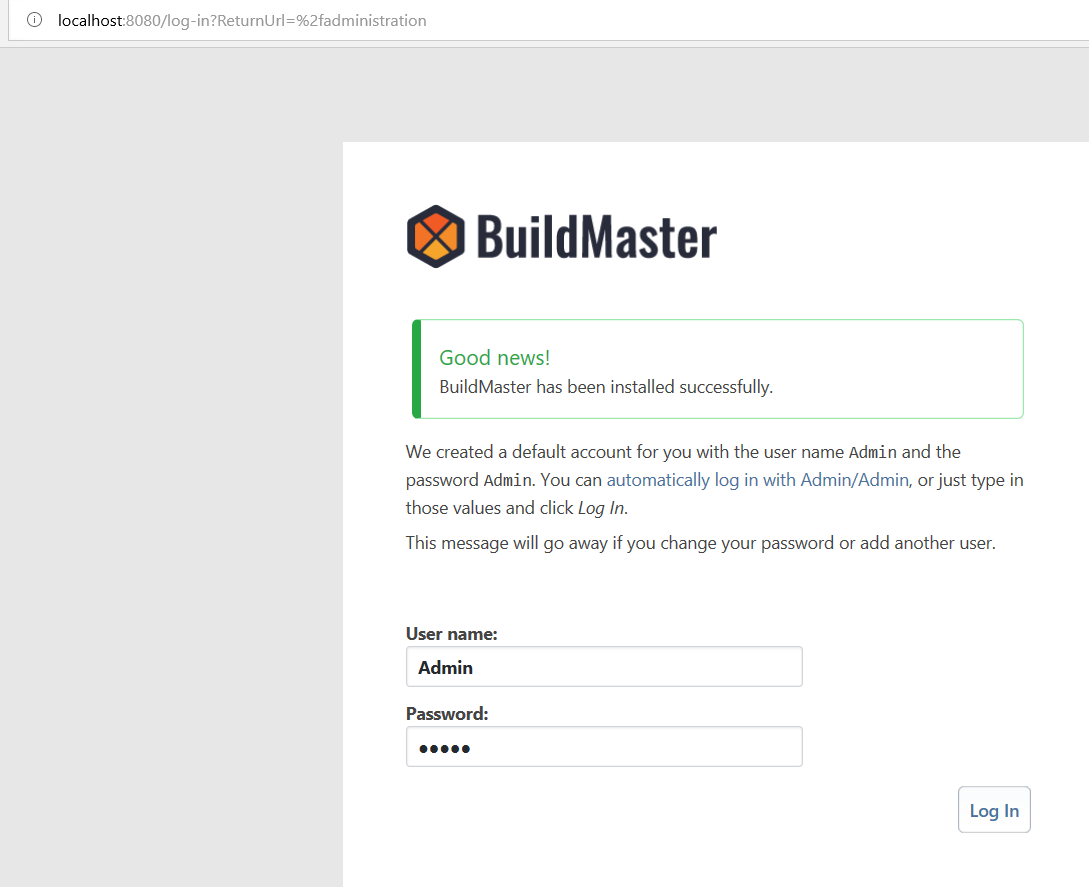 localhost:8080/log-in?ReturnUrl=%2fadministration
BuildMaster
Good news!
BuildMaster has been installed successfully.
We created a default account for you with the user name Admin and the
password Admin. You can automatically log in with Admin/Admin, or just type in
those values and click Log In.
This message will go away if you change your password or add another user.
User name:
Admin
Password:
•••••
Log In